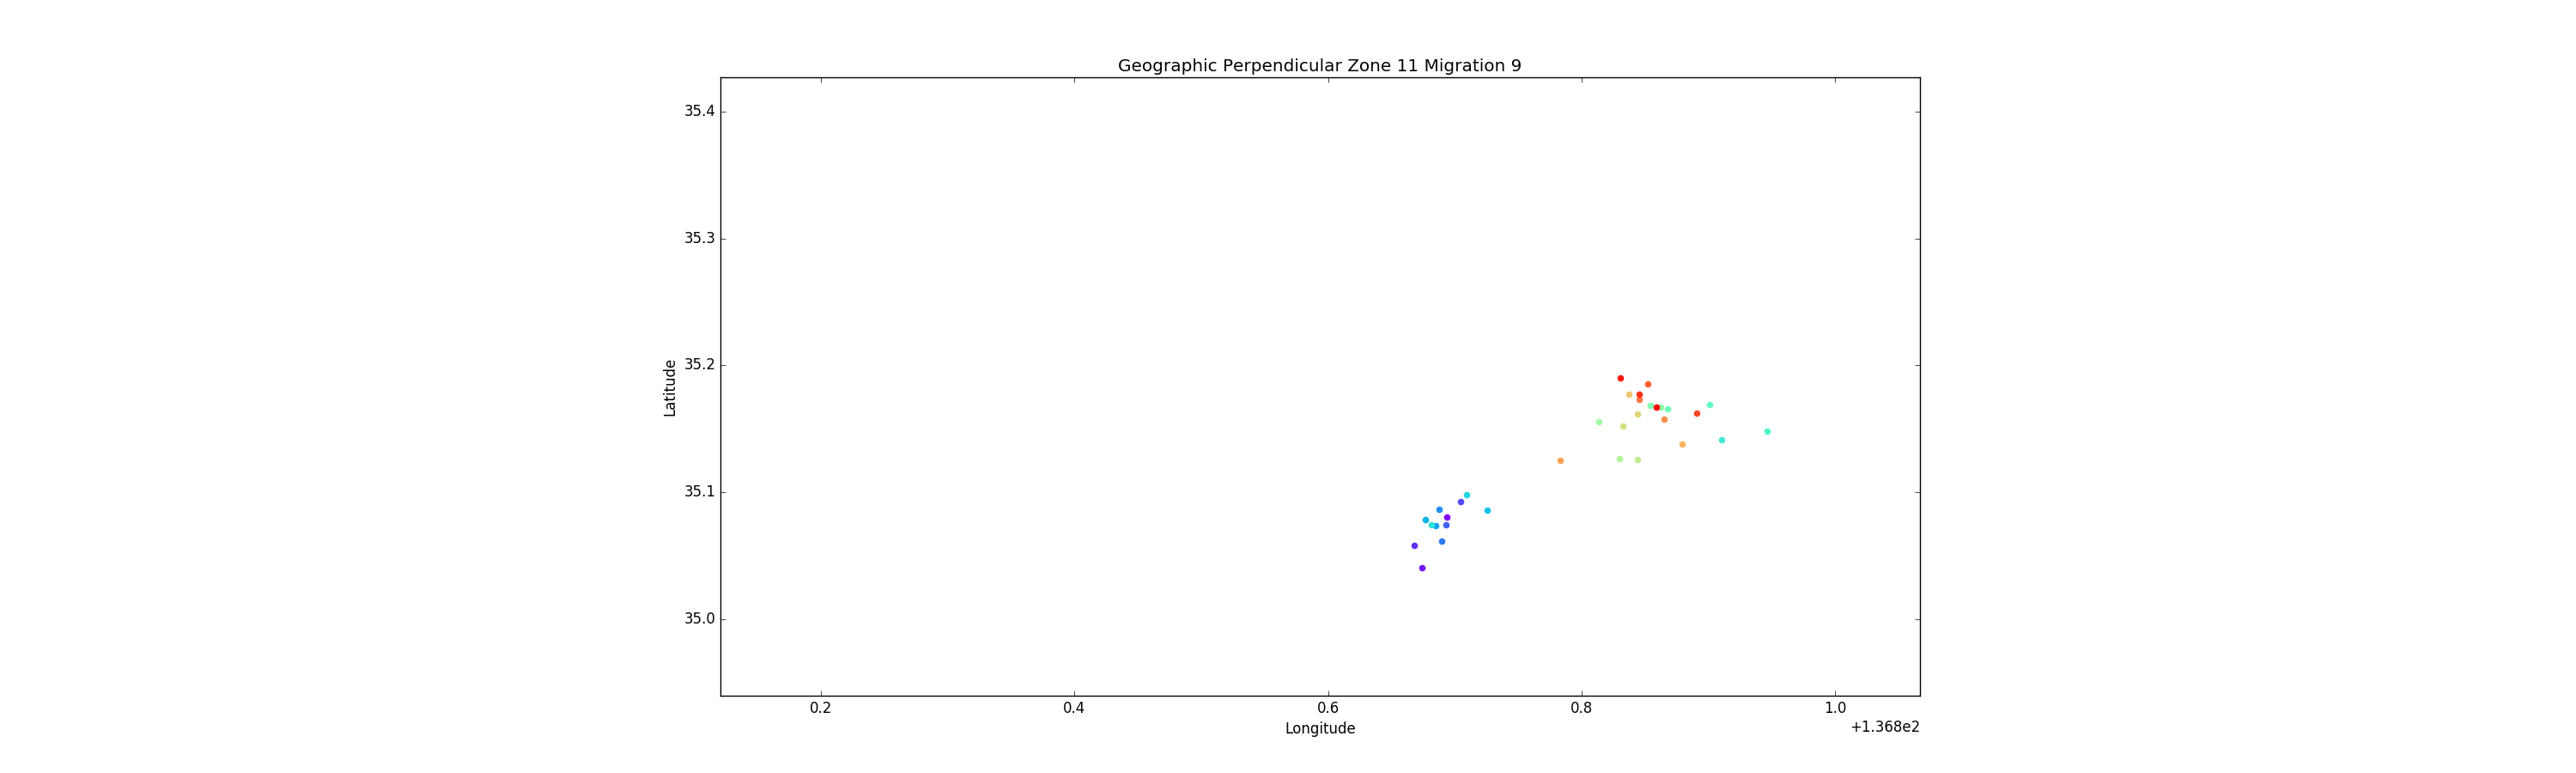 Geographic Perpendicular Zone 11 Migration 9
35.4
35.3
35.2
35.1
35.0
Latitude
0.2 0.4 0.6 0.8 1.0
Longitude
+1.368e2